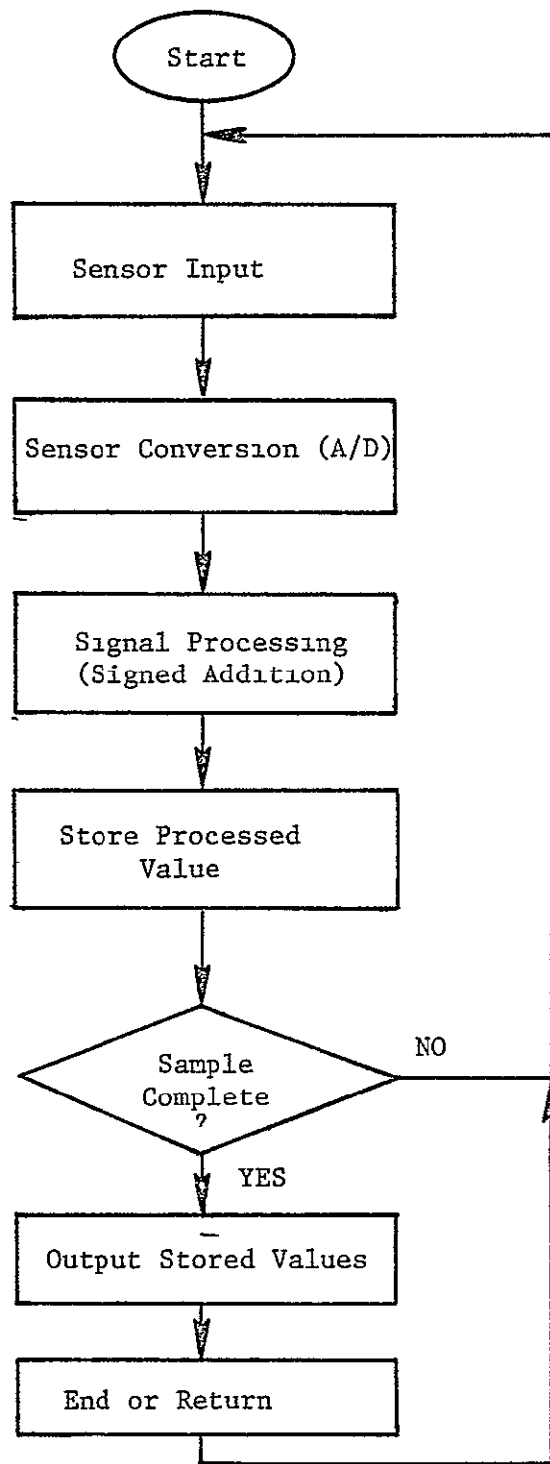 Start
Sensor Input
Sensor Conversion (A/D)
Signal Processing
(Signed Addition)
Store Processed
Value
Sample
Complete
?
NO
YES
Output Stored Values
End or Return